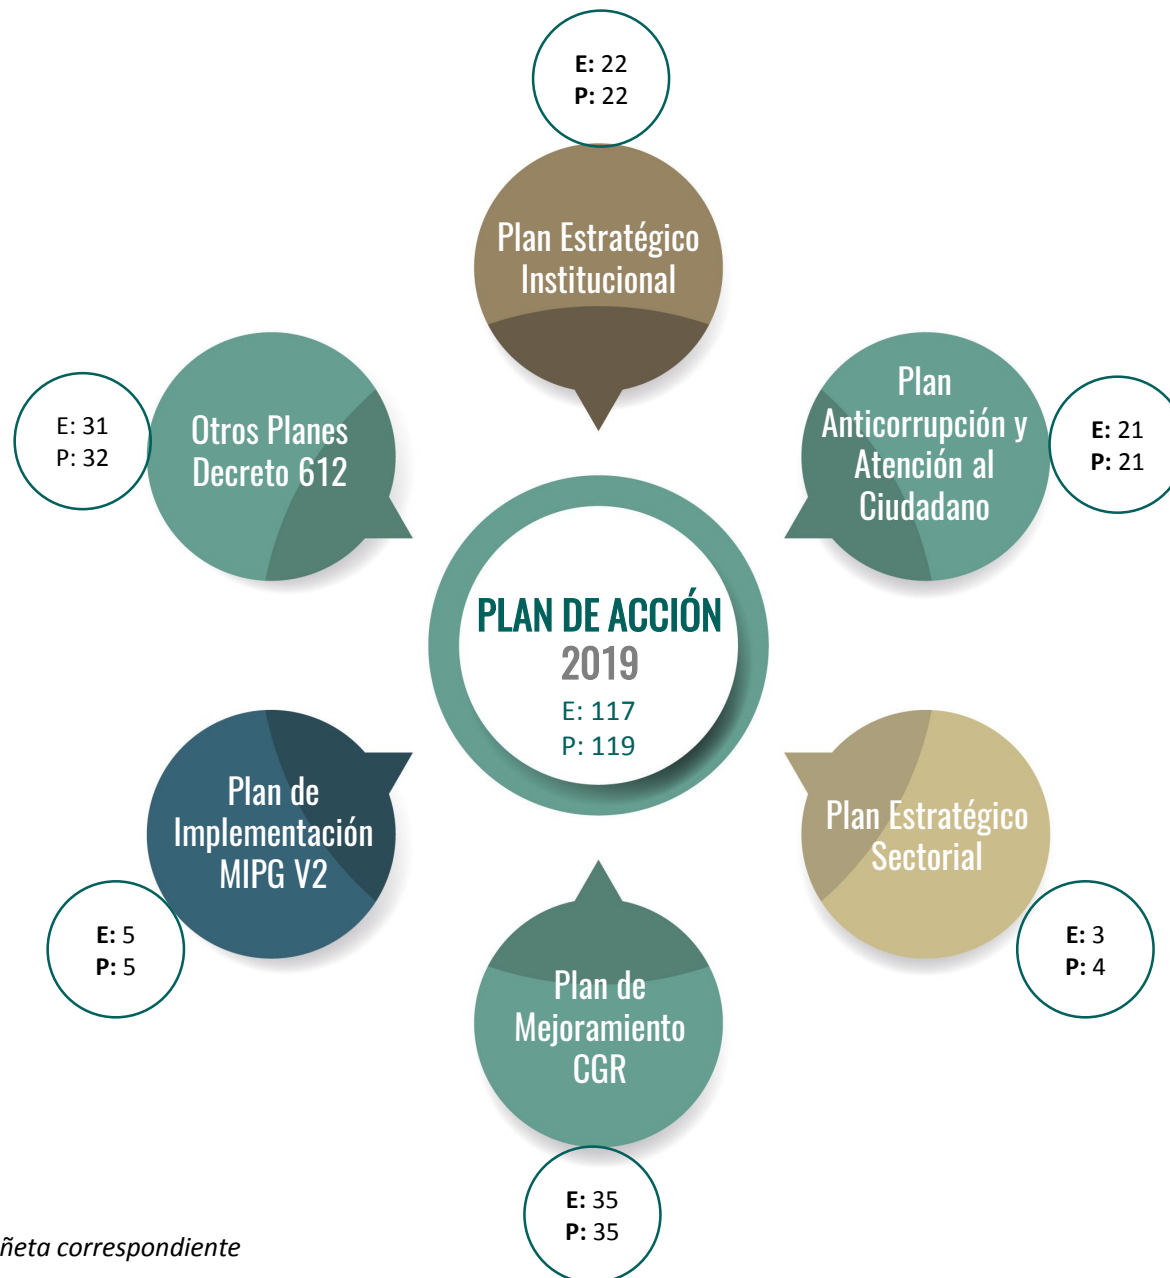 E: 22
P: 22
Plan Estratégico
Institucional
Plan
Anticorrupción y
Atención al
Ciudadano
E: 21
P: 21
Otros Planes
Decreto 612
E: 31
P: 32
PLAN DE ACCIÓN
2019
E: 117
P: 119
Plan de
Implementación
MIPG V2
E: 5
P: 5
Plan Estratégico
Sectorial
E: 3
P: 4
Plan de
Mejoramiento
CGR
E: 35
P: 35
ñeta correspondiente